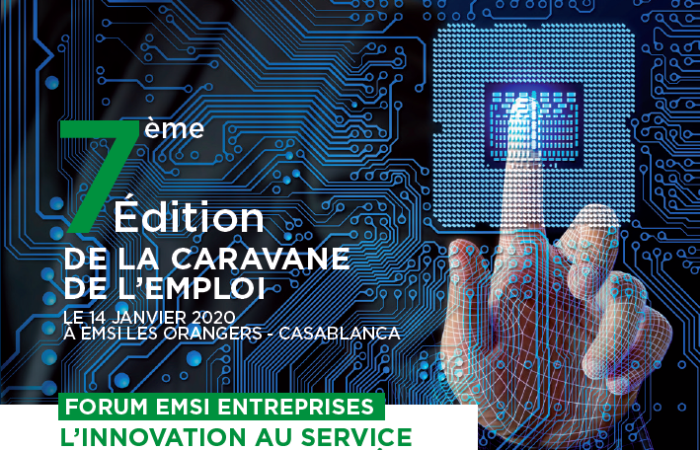 7ème
Édition
DE LA CARAVANE
DE L'EMPLOI
LE 14 JANVIER 2020
À EMSI LES ORANGERS - CASABLANCA
FORUM EMSI ENTREPRISES
L'INNOVATION AU SERVICE